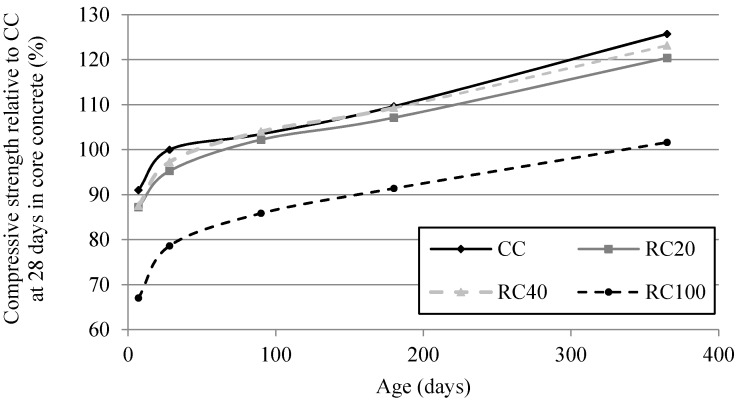 Compressive strength relative to CC
at 28 days in core concrete (%)
130
120
110
100
90
80
70
60
0
100
200
300
400
Age (days)
CC
RC20
RC40
RC100